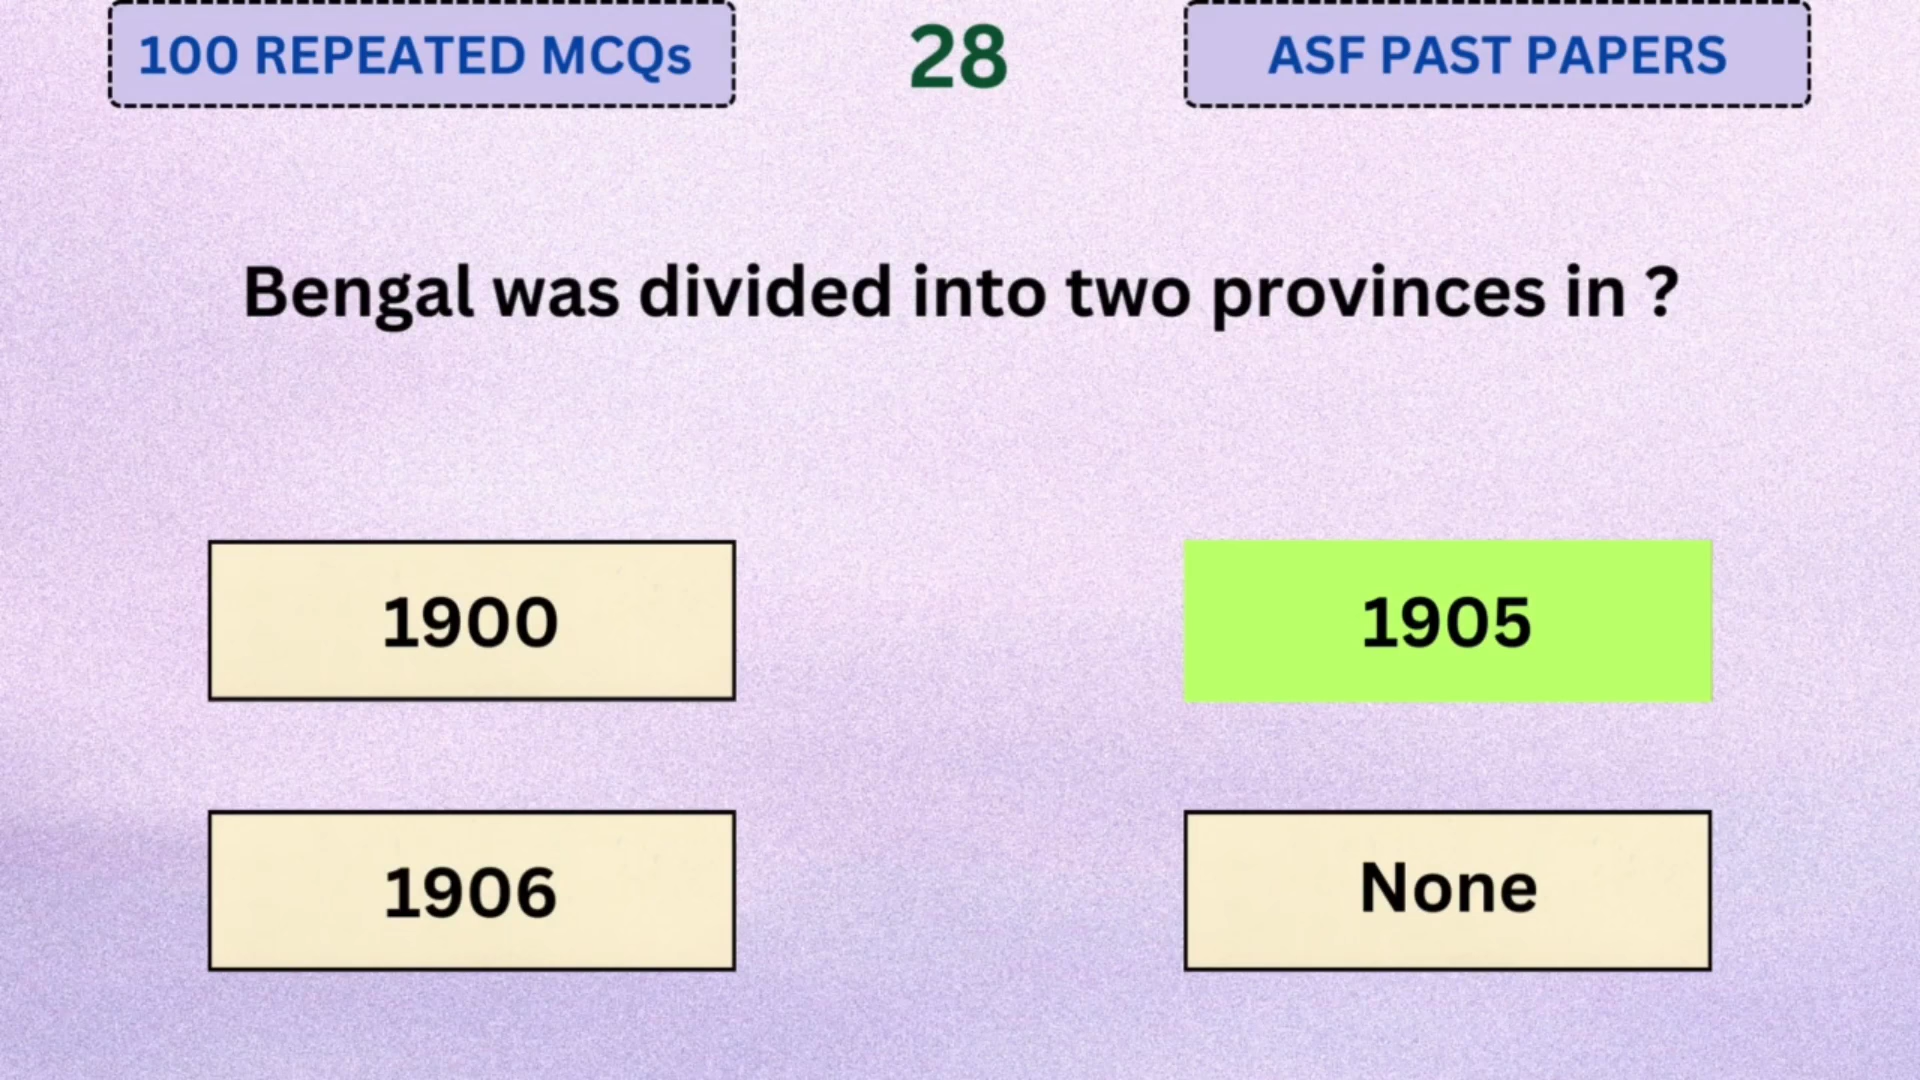 100 REPEATED MCQs
28
ASF PAST PAPERS
Bengal was divided into two provinces in ?
1900
1905
1906
None